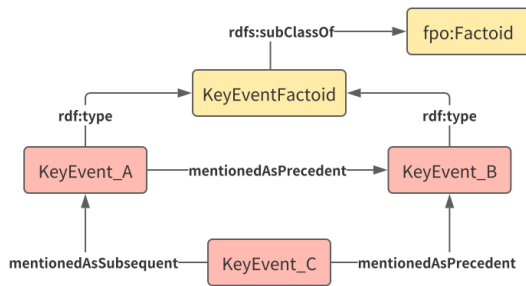 rdfs:subClassOf
fpo:Factoid
KeyEventFactoid
rdf:type
rdf:type
KeyEvent_A
mentionedAsPrecedent
KeyEvent_B
mentionedAsSubsequent
KeyEvent_C
mentionedAsPrecedent